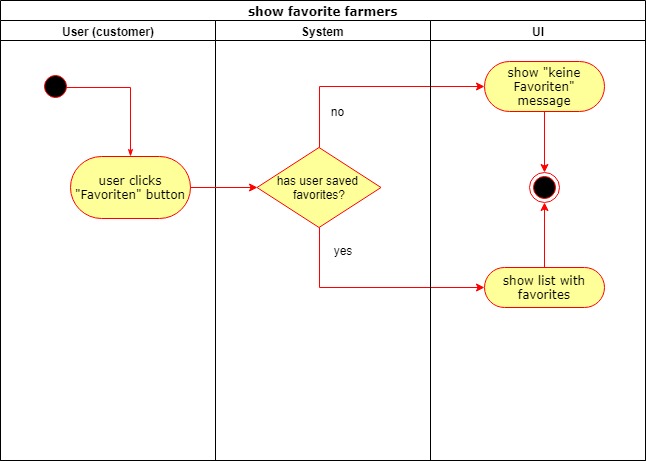 show favorite farmers
User (customer)
System
UI
show "keine
Favoriten"
message
no
user clicks
"Favoriten" button
has user saved
favorites?
yes
show list with
favorites